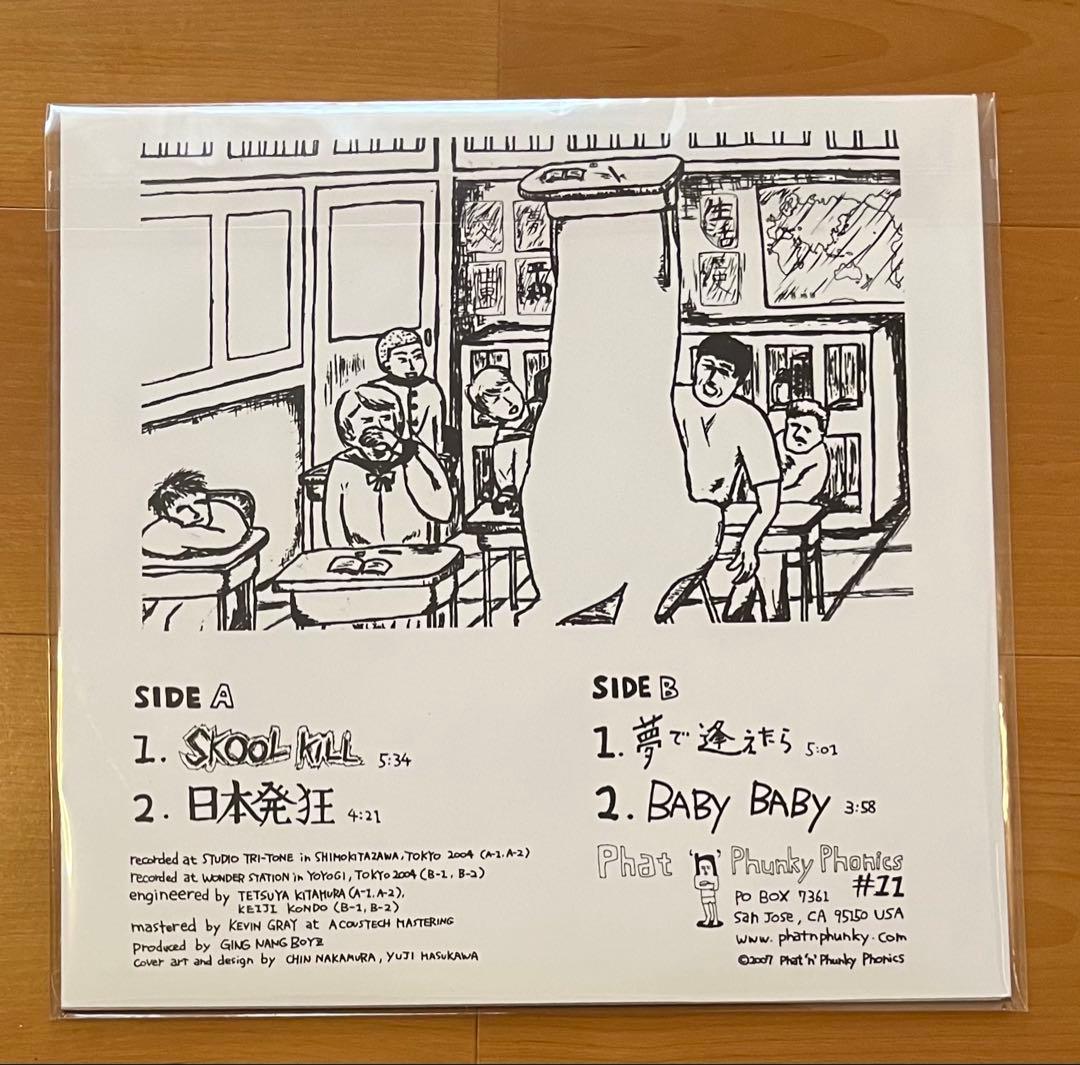 生活
歴史
SIDE A
1. SKOOL KILL 5:34
2. 日本発狂 4:21
recorded at STUDIO TRI-TONE in SHIMOKITAZAWA, TOKYO 2004 (A-1, A-2)
recorded at WONDER STATION in YOYOGI, TOKYO 2004 (B-1, B-2)
engineered by TETSUYA KITAMURA (A-1, A-2),
KEIJI KONDO (B-1, B-2)
mastered by KEVIN GRAY at ACOUSTECH MASTERING
Produced by GING NANG BOYZ
cover art and design by CHIN NAKAMURA, YUJI MASUKAWA
SIDE B
1. 夢で逢えたら 5:01
2. BABY BABY 3:58
Phat 'n' Phunky Phonics
#11
PO BOX 7361
San Jose, CA 95150 USA
www.phatnphunky.com
©2007 Phat 'n' Phunky Phonics